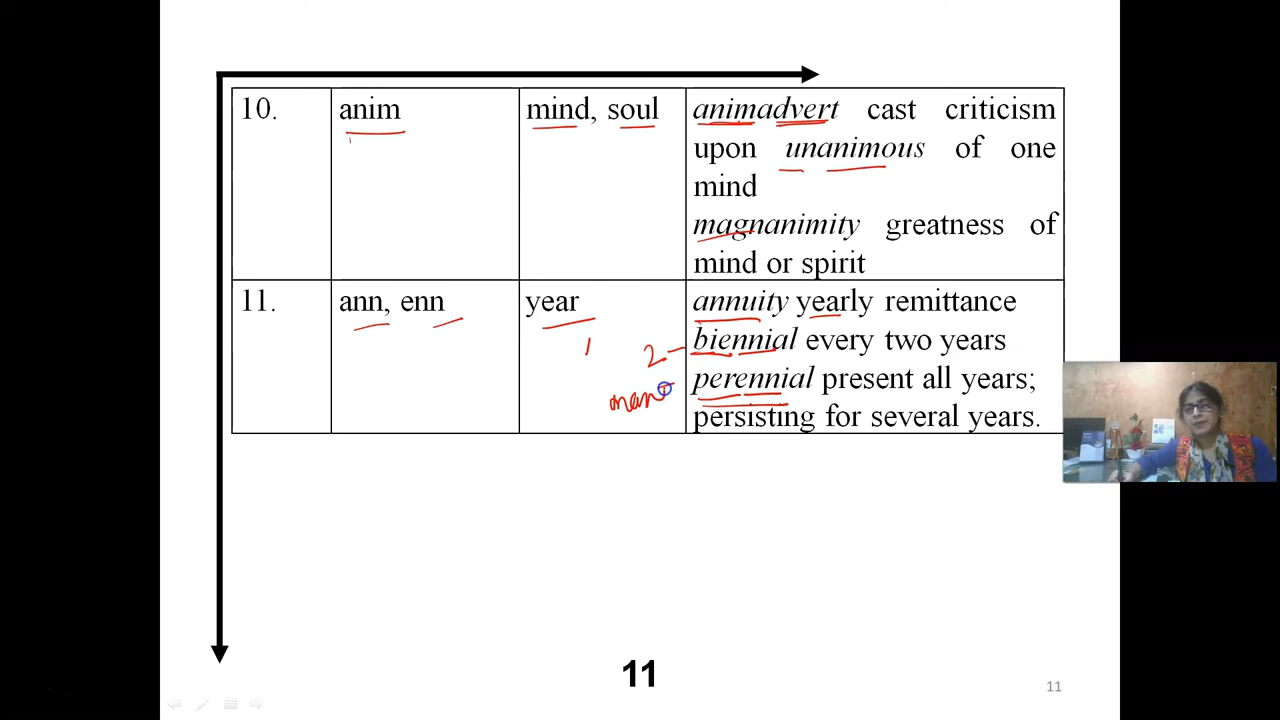 10. anim mind, soul animadvert cast criticism
upon unanimous of one
mind
magnanimity greatness of
mind or spirit
11. ann, enn year annuity yearly remittance
1
2 - biennial every two years
man perennial present all years;
persisting for several years.
11
11